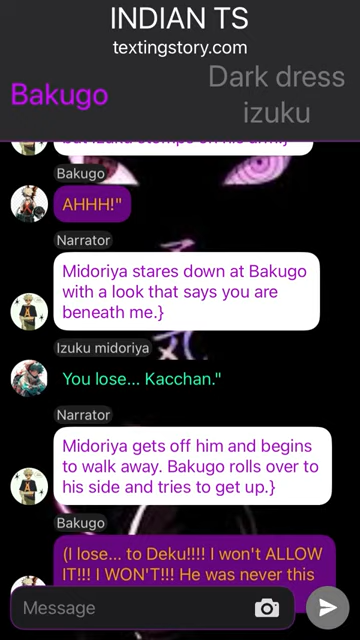 INDIAN TS
textingstory.com
Bakugo
Dark dress
izuku
Bakugo
AHHH!"
Narrator
Midoriya stares down at Bakugo
with a look that says you are
beneath me.}
Izuku midoriya
You lose... Kacchan."
Narrator
Midoriya gets off him and begins
to walk away. Bakugo rolls over to
his side and tries to get up.}
Bakugo
(I lose... to Deku!!!! I won't ALLOW
IT!!! I WON'T!!! He was never this
Message